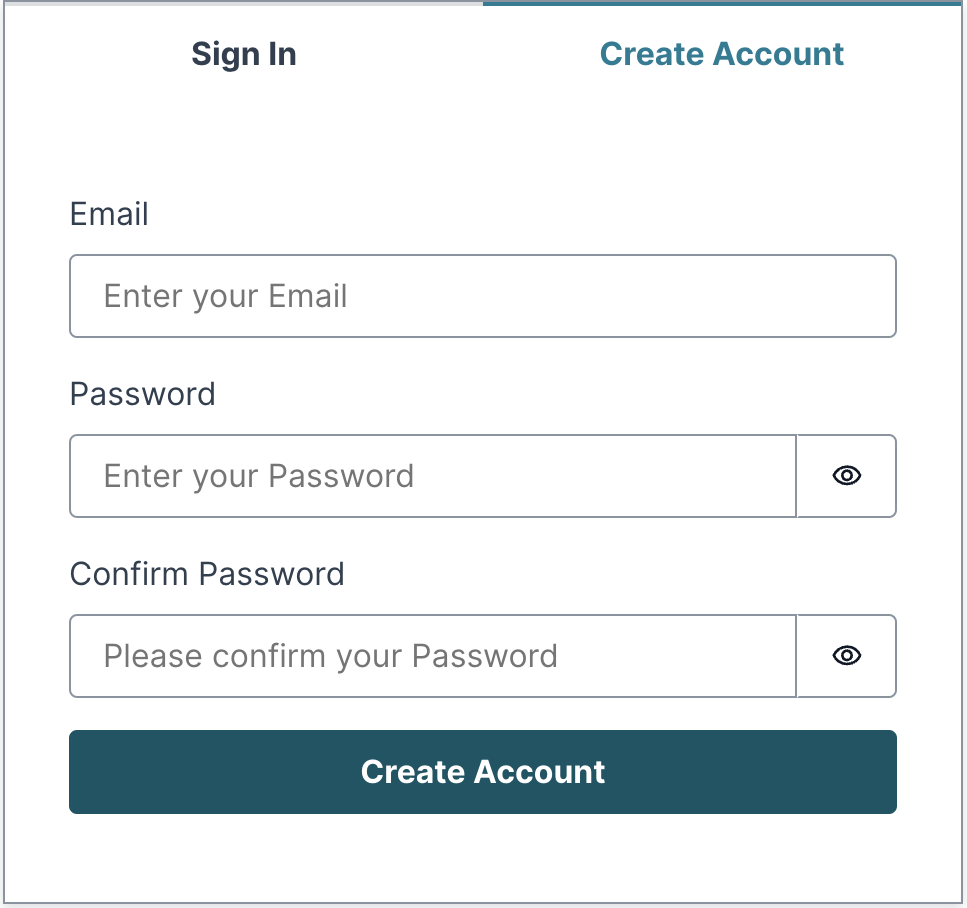 Sign In
Create Account
Email
Enter your Email
Password
Enter your Password
Confirm Password
Please confirm your Password
Create Account